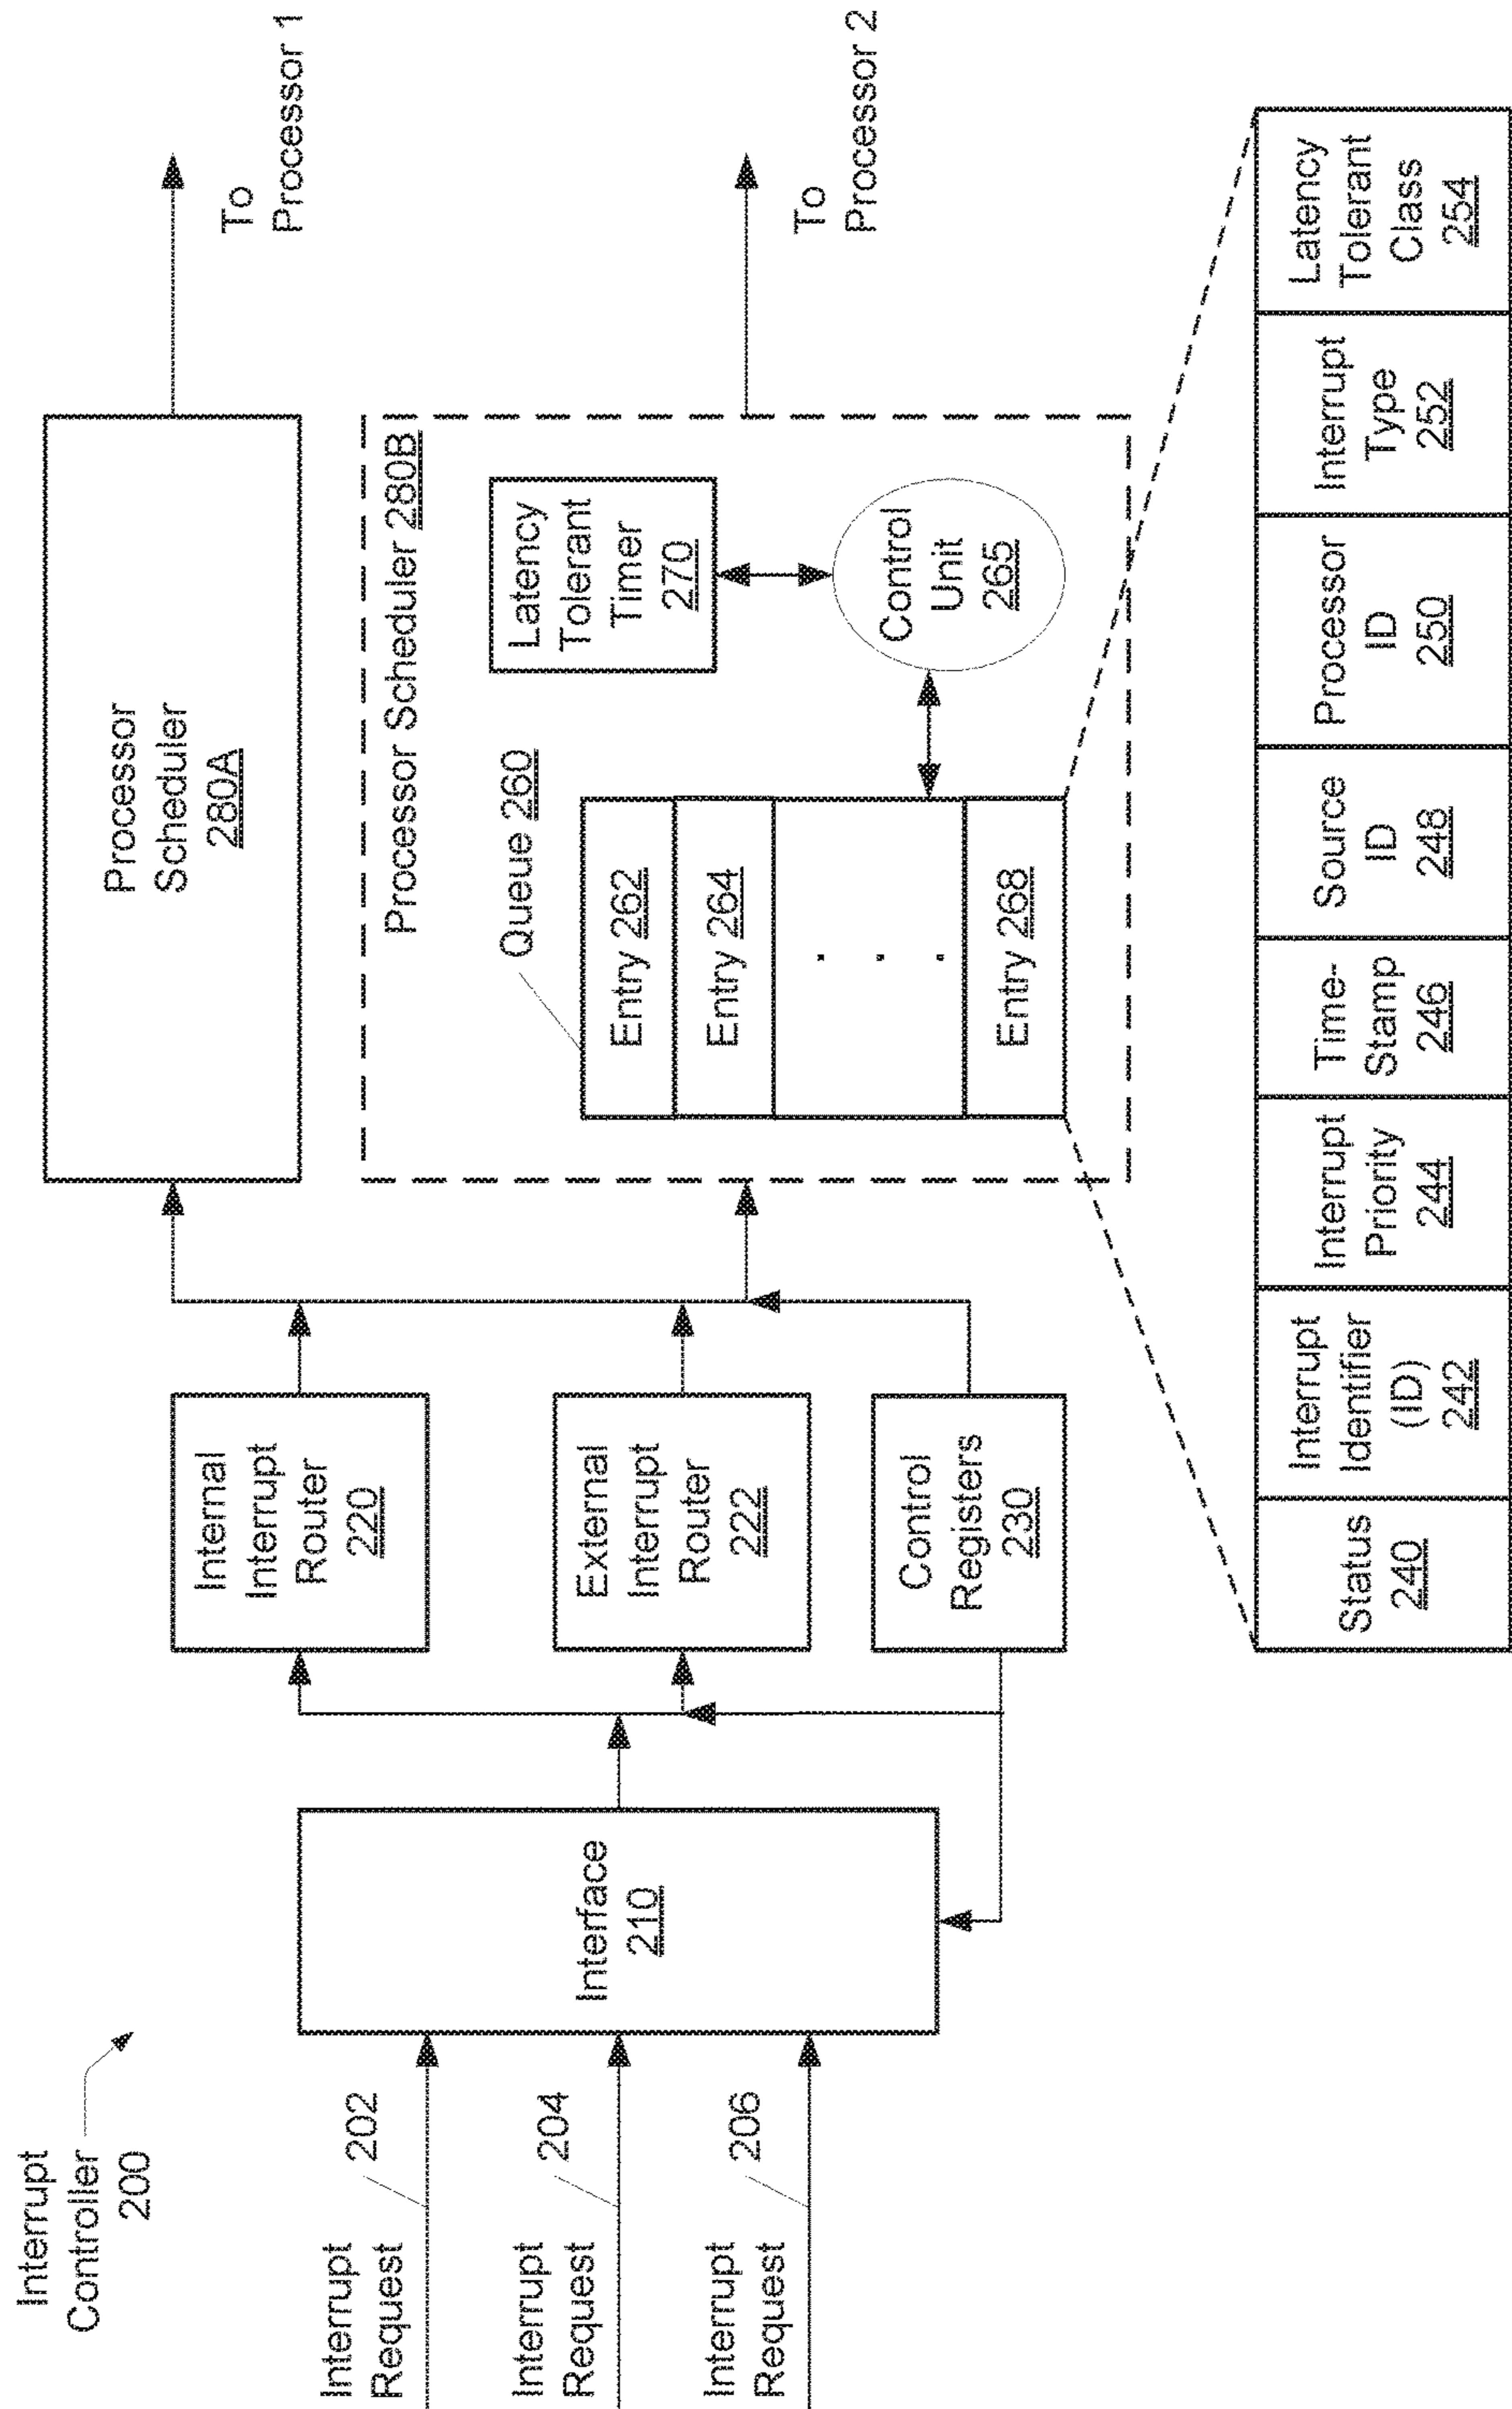 Interrupt
Controller
200
Interrupt
Request
202
Interrupt
Request
204
Interrupt
Request
206
Interface
210
Internal
Interrupt
Router
220
External
Interrupt
Router
222
Control
Registers
230
Processor
Scheduler
280A
To
Processor 1
Processor Scheduler 280B
Queue 260
Entry 262
Entry 264
. . .
Entry 268
Latency
Tolerant
Timer
270
Control
Unit
265
To
Processor 2
Status
240
Interrupt
Identifier
(ID)
242
Interrupt
Priority
244
Time-
Stamp
246
Source
ID
248
Processor
ID
250
Interrupt
Type
252
Latency
Tolerant
Class
254